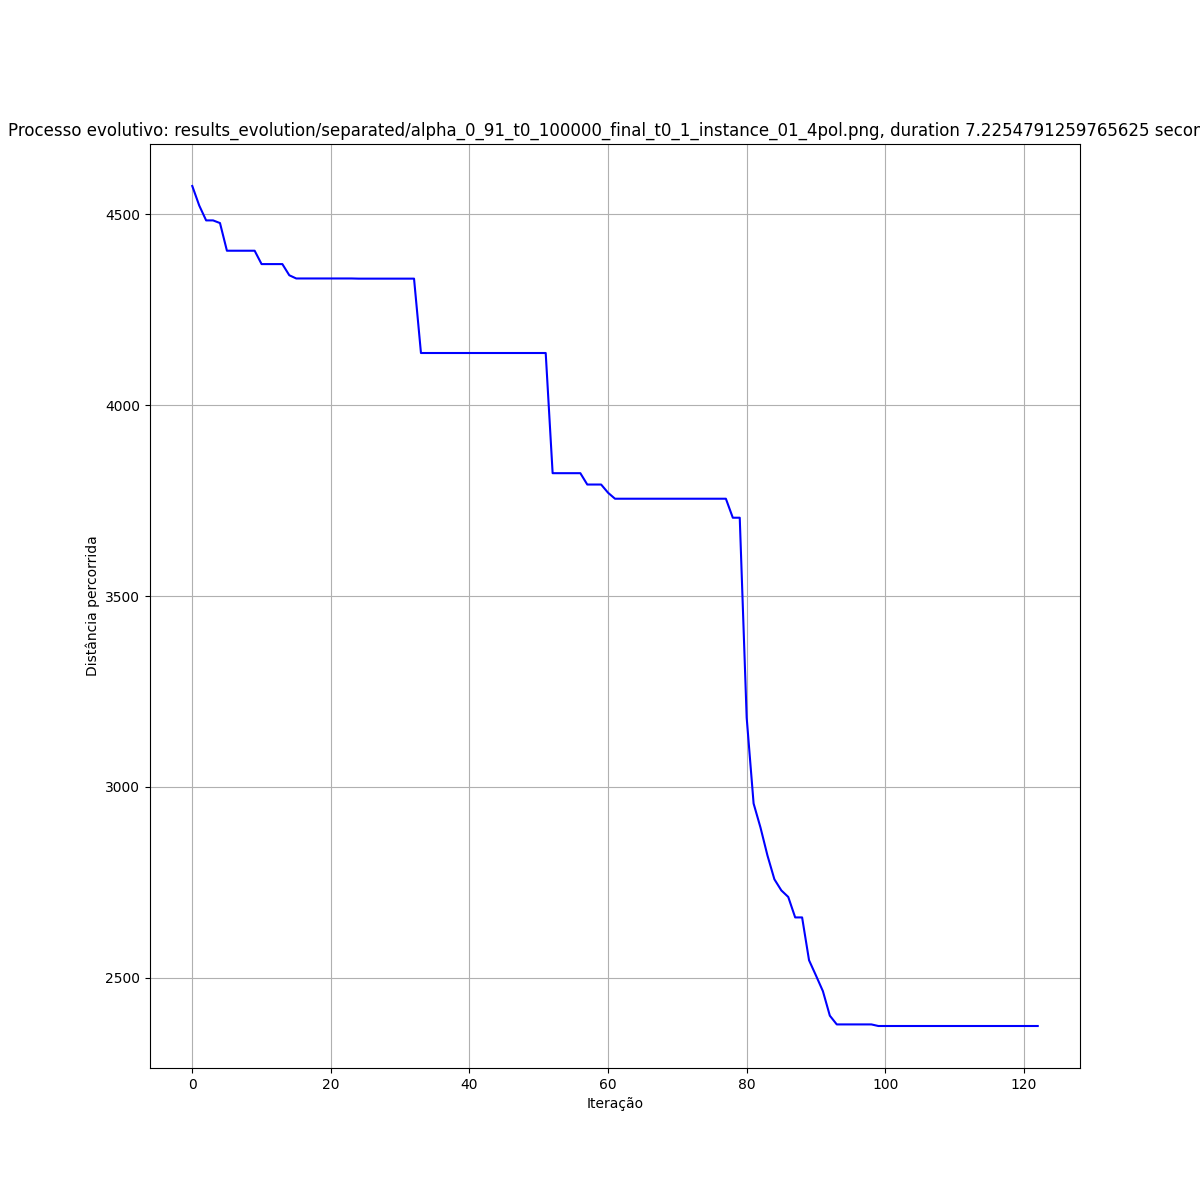 Processo evolutivo: results_evolution/separated/alpha_0_91_t0_100000_final_t0_1_instance_01_4pol.png, duration 7.2254791259765625 secor
4500
4000
3500
3000
2500
Distância percorrida
0 20 40 60 80 100 120
Iteração